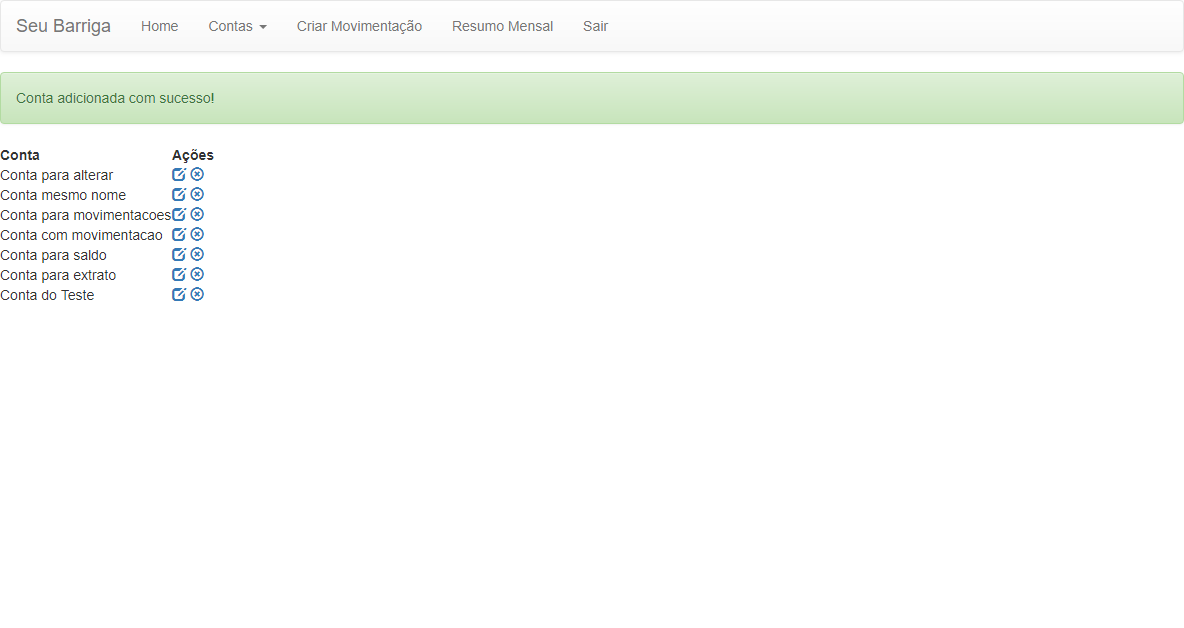 Seu Barriga Home Contas Criar Movimentação Resumo Mensal Sair
Conta adicionada com sucesso!
Conta Ações
Conta para alterar
Conta mesmo nome
Conta para movimentacoes
Conta com movimentacao
Conta para saldo
Conta para extrato
Conta do Teste